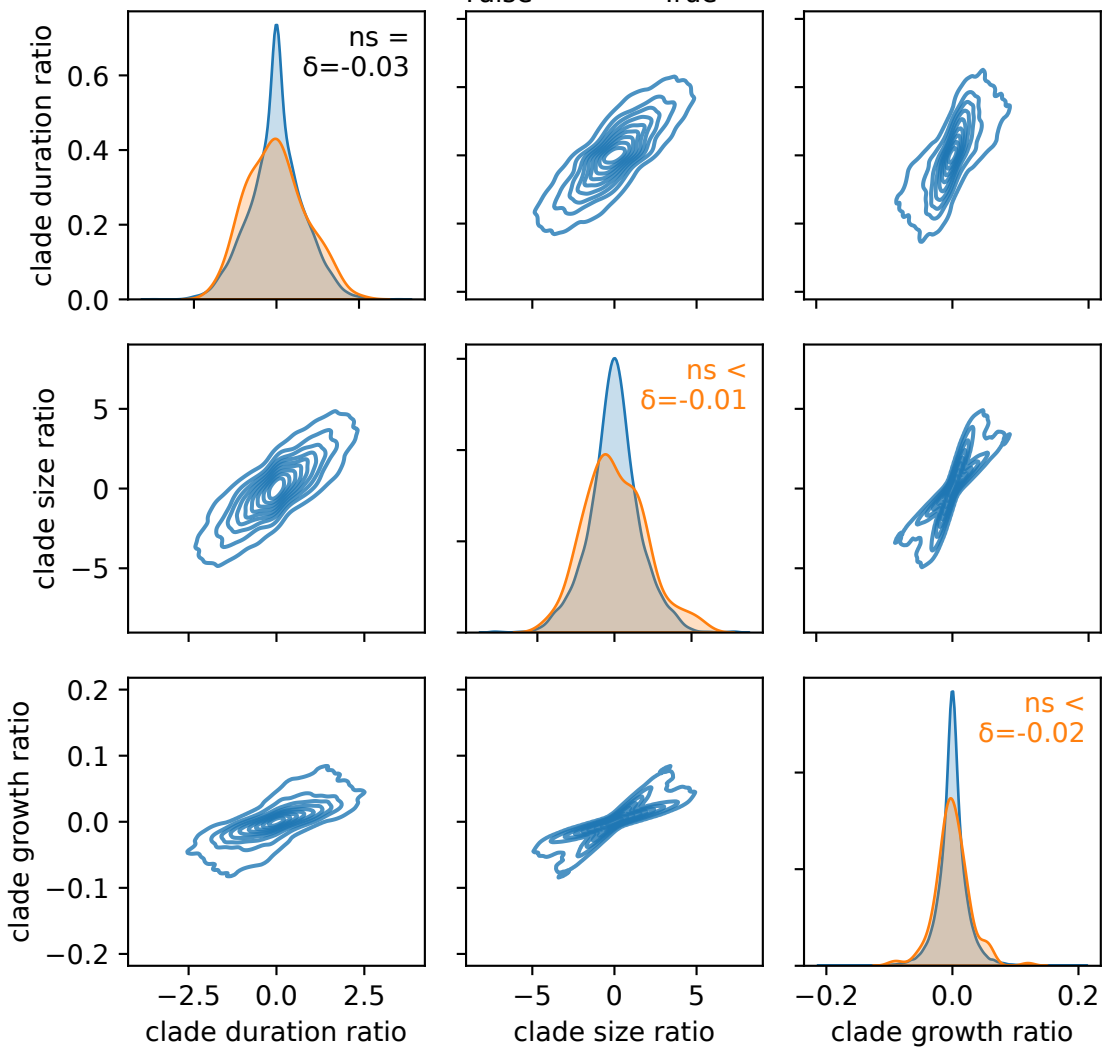 clade duration ratio
0.6
0.4
0.2
0.0
ns =
δ=-0.03
clade size ratio
5
0
−5
ns <
δ=-0.01
clade growth ratio
0.2
0.1
0.0
−0.1
−0.2
ns <
δ=-0.02
−2.5 0.0 2.5
−5 0 5
−0.2 0.0 0.2
clade duration ratio
clade size ratio
clade growth ratio